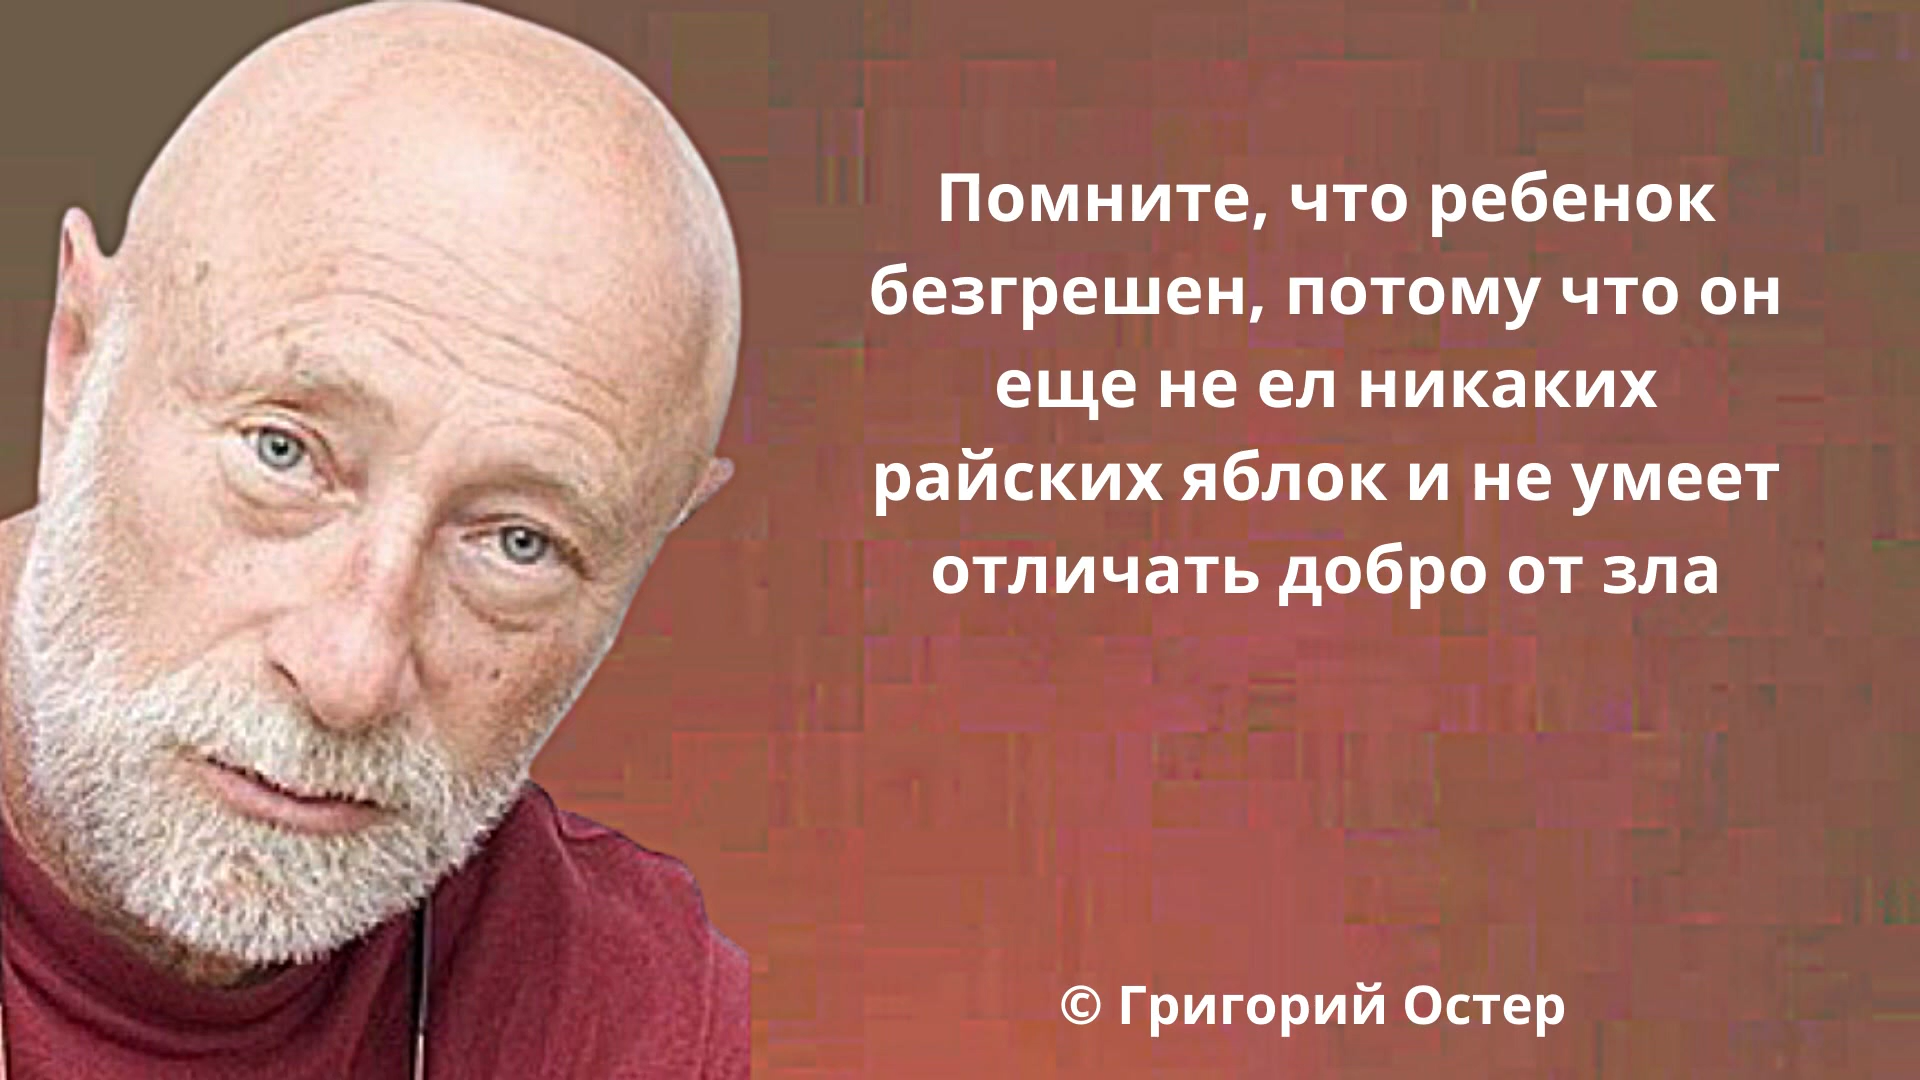 Помните, что ребенок
безгрешен, потому что он
еще не ел никаких
райских яблок и не умеет
отличать добро от зла
© Григорий Остер